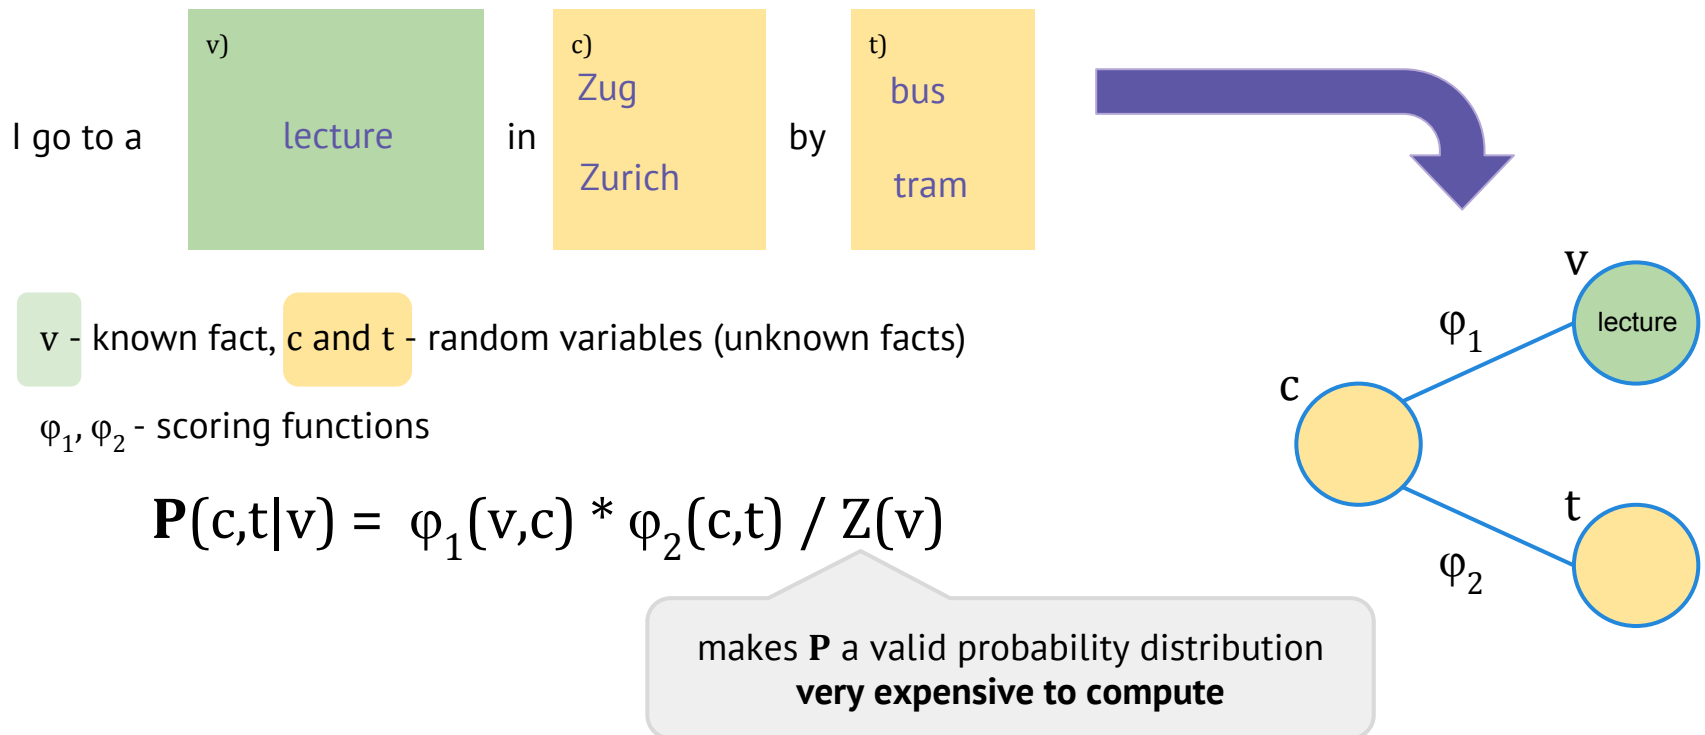 v)
c)
t)
I go to a lecture in Zug by bus
Zurich
tram
v - known fact, c and t - random variables (unknown facts)
φ₁, φ₂ - scoring functions
P(c,t|v) = φ₁(v,c) * φ₂(c,t) / Z(v)
makes P a valid probability distribution
very expensive to compute
v
lecture
φ₁
c
t
φ₂